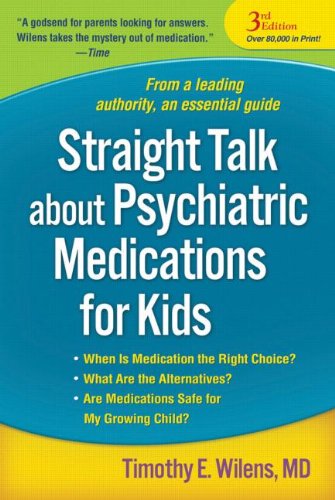 "A godsend for parents looking for answers.
Wilens takes the mystery out of medication."
—Time
3rd
Edition
Over 80,000 in Print!
From a leading
authority, an essential guide
Straight Talk
about Psychiatric
Medications
for Kids
• When Is Medication the Right Choice?
• What Are the Alternatives?
• Are Medications Safe for
My Growing Child?
Timothy E. Wilens, MD